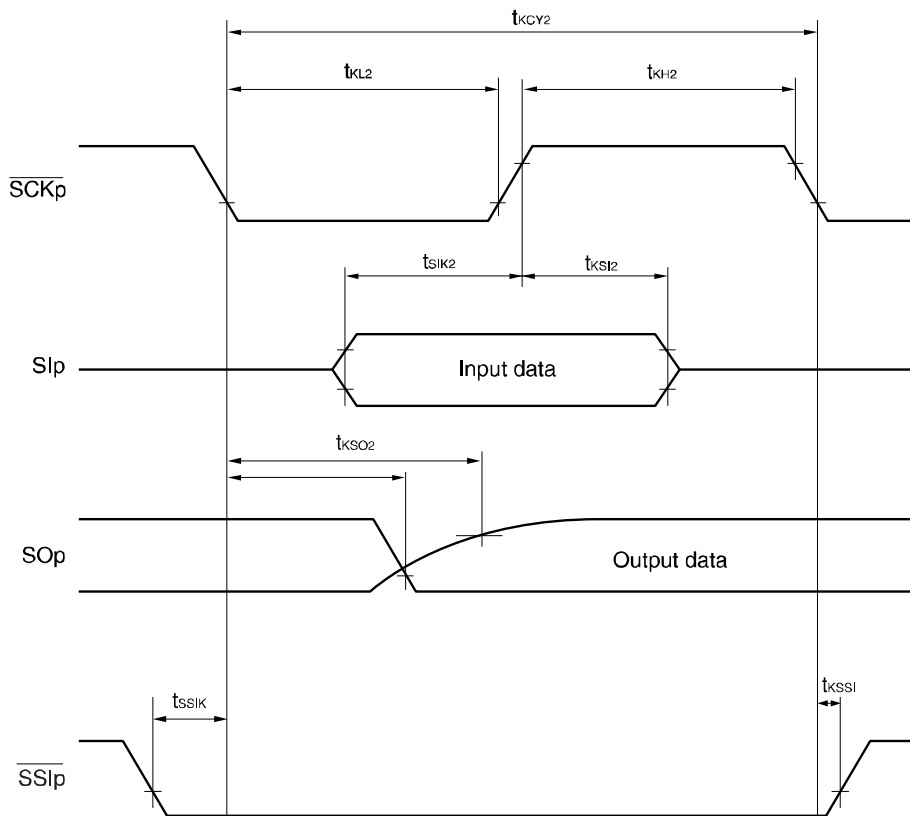 tKCY2
tKL2
tKH2
SCKp
tSIK2
tKSI2
SIp
Input data
tKSO2
SOp
Output data
tSSIK
tKSSI
SSIp